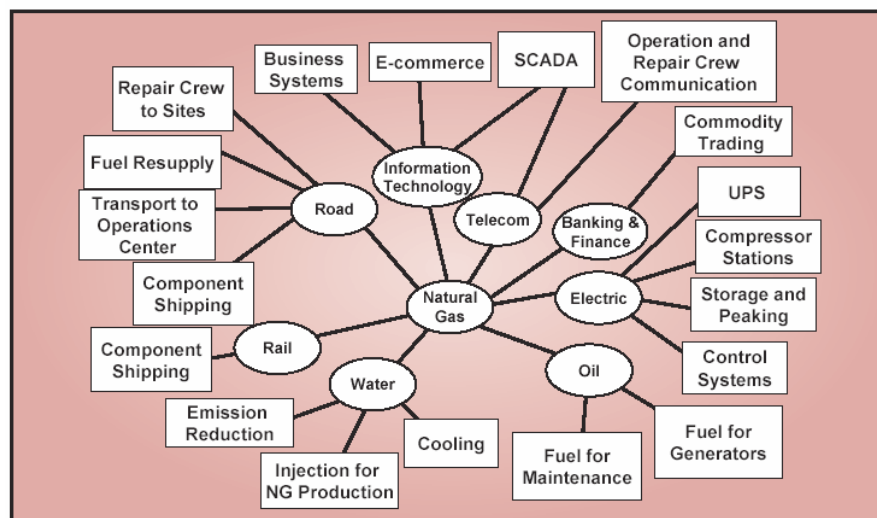 Business
Systems
E-commerce
SCADA
Operation and
Repair Crew
Communication
Repair Crew
to Sites
Commodity
Trading
Fuel Resupply
Information
Technology
UPS
Transport to
Operations
Center
Road
Telecom
Banking &
Finance
Compressor
Stations
Component
Shipping
Natural
Gas
Electric
Storage and
Peaking
Component
Shipping
Rail
Control
Systems
Water
Oil
Emission
Reduction
Cooling
Fuel for
Generators
Injection for
NG Production
Fuel for
Maintenance